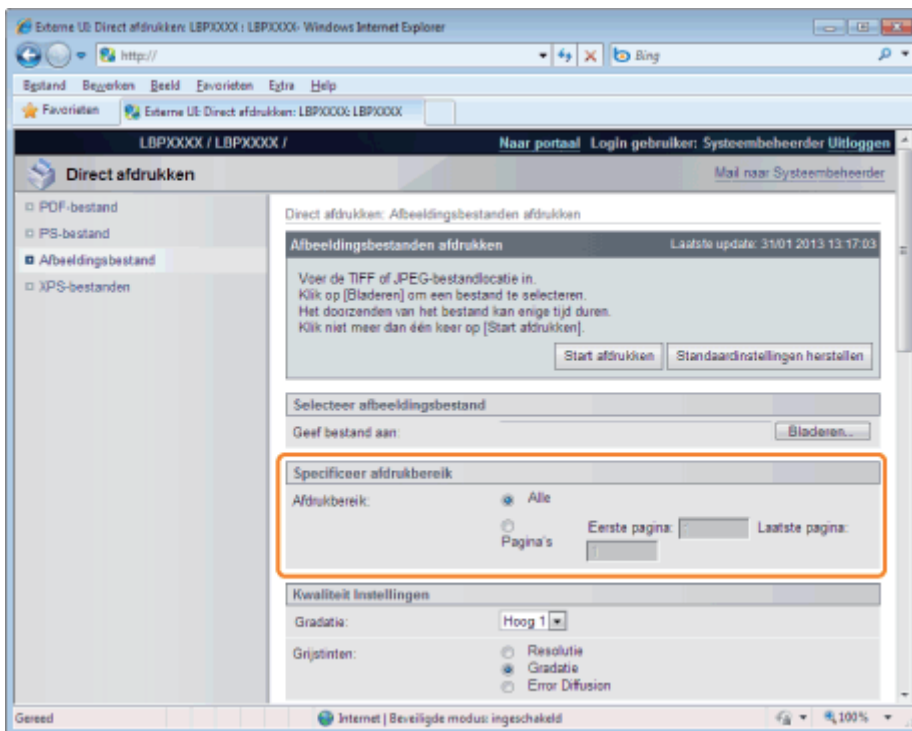 Externe UI: Direct afdrukken: LBPXXXX : LBPXXXX- Windows Internet Explorer
http://
Bing
Bestand Bewerken Beeld Favorieten Extra Help
Favorieten Externe UI: Direct afdrukken: LBPXXXX: LBPXXXX
LBPXXXX / LBPXXXX / Naar portaal Login gebruiker: Systeembeheerder Uitloggen
Direct afdrukken Mail naar Systeembeheerder
PDF-bestand
PS-bestand
Afbeeldingsbestand
XPS-bestanden
Direct afdrukken: Afbeeldingsbestanden afdrukken
Afbeeldingsbestanden afdrukken Laatste update: 31/01 2013 13:17:03
Voer de TIFF of JPEG-bestandlocatie in.
Klik op [Bladeren] om een bestand te selecteren.
Het doorzenden van het bestand kan enige tijd duren.
Klik niet meer dan één keer op [Start afdrukken].
Start afdrukken Standaardinstellingen herstellen
Selecteer afbeeldingsbestand
Geef bestand aan: Bladeren...
Specificeer afdrukbereik
Afdrukbereik: Alle
Pagina's Eerste pagina: 1 Laatste pagina:
1
Kwaliteit Instellingen
Gradatie: Hoog 1
Grijstinten: Resolutie
Gradatie
Error Diffusion
Gereed Internet | Beveiligde modus: ingeschakeld 100%